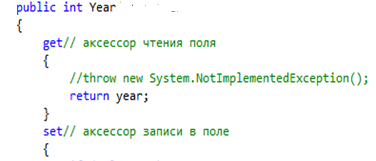 public int Year
{
get// аксессор чтения поля
{
//throw new System.NotImplementedException();
return year;
}
set// аксессор записи в поле
{